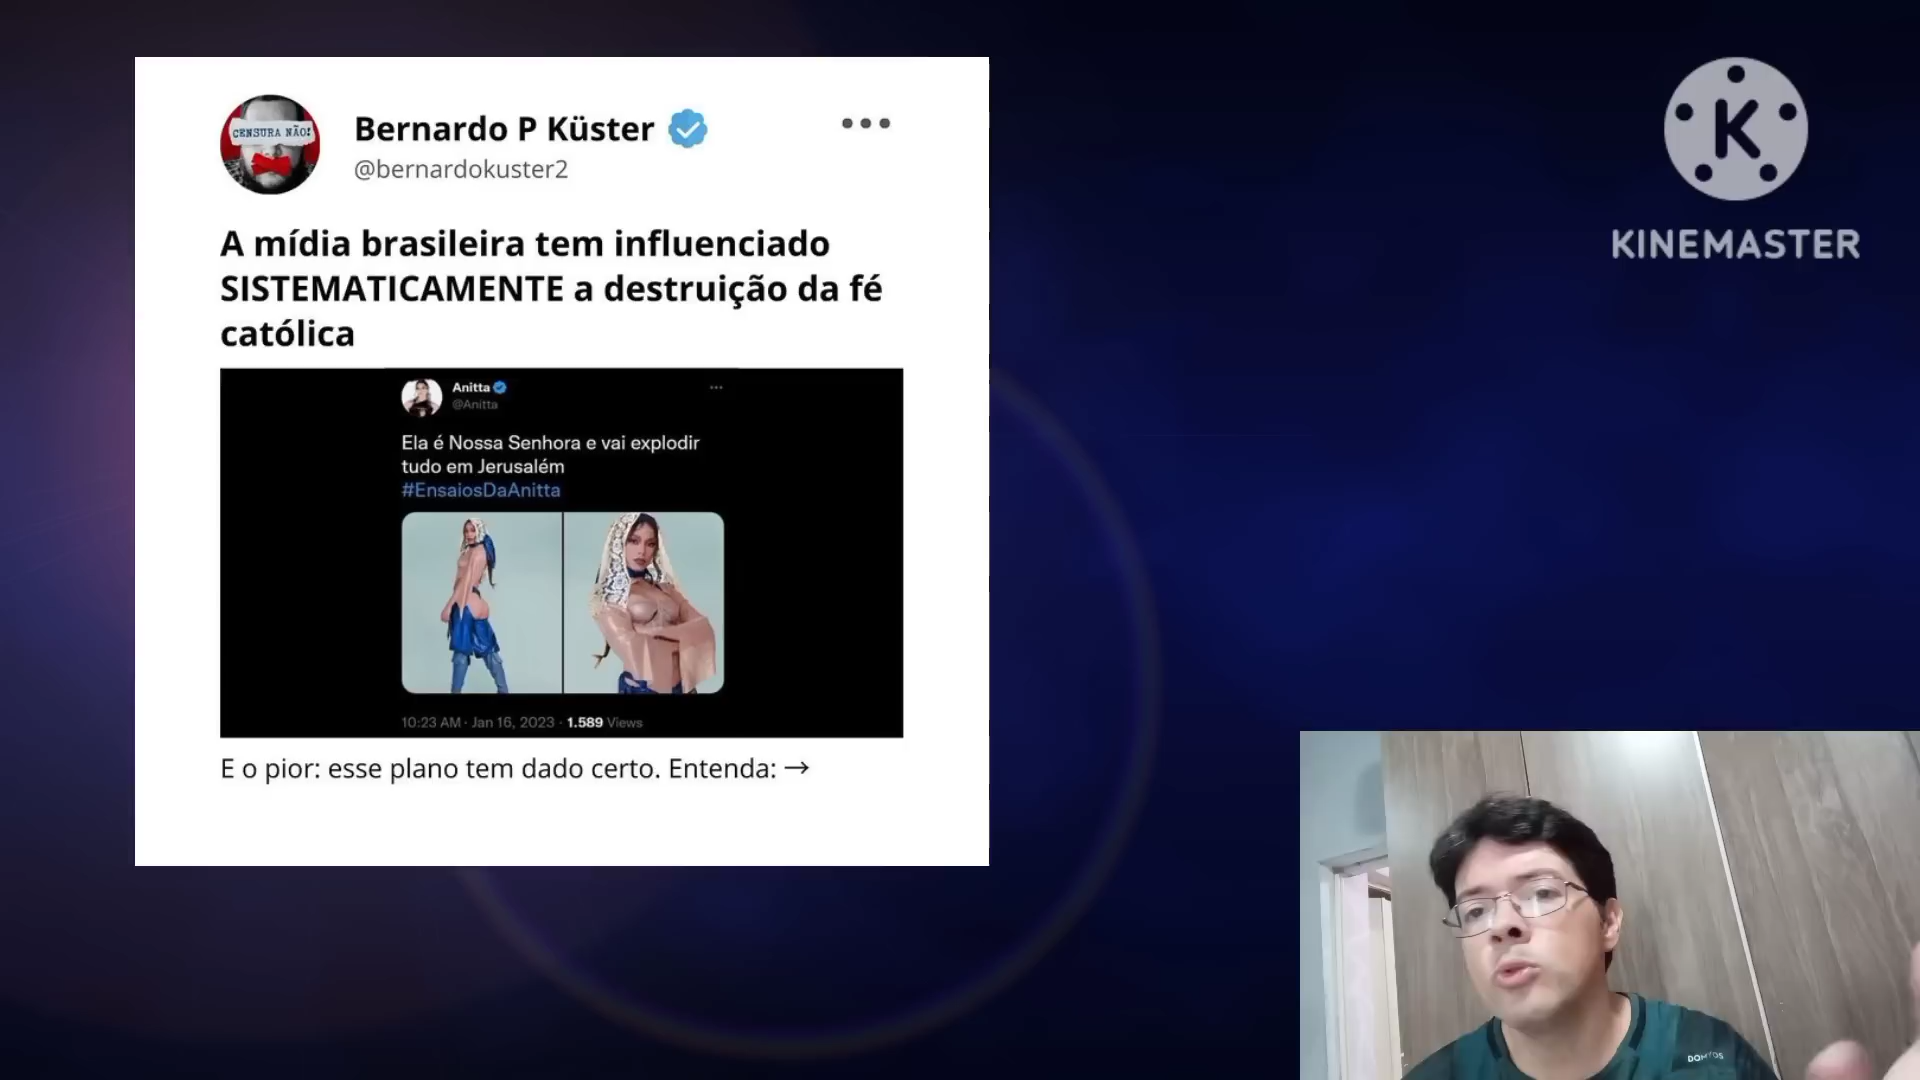 CENSURA NÃO!
Bernardo P Küster
@bernardokuster2
A mídia brasileira tem influenciado
SISTEMATICAMENTE a destruição da fé
católica
Anitta
@Anitta
Ela é Nossa Senhora e vai explodir
tudo em Jerusalém
#EnsaiosDaAnitta
10:23 AM · Jan 16, 2023 · 1.589 Views
E o pior: esse plano tem dado certo. Entenda: →
K
KINEMASTER
DOMYOS